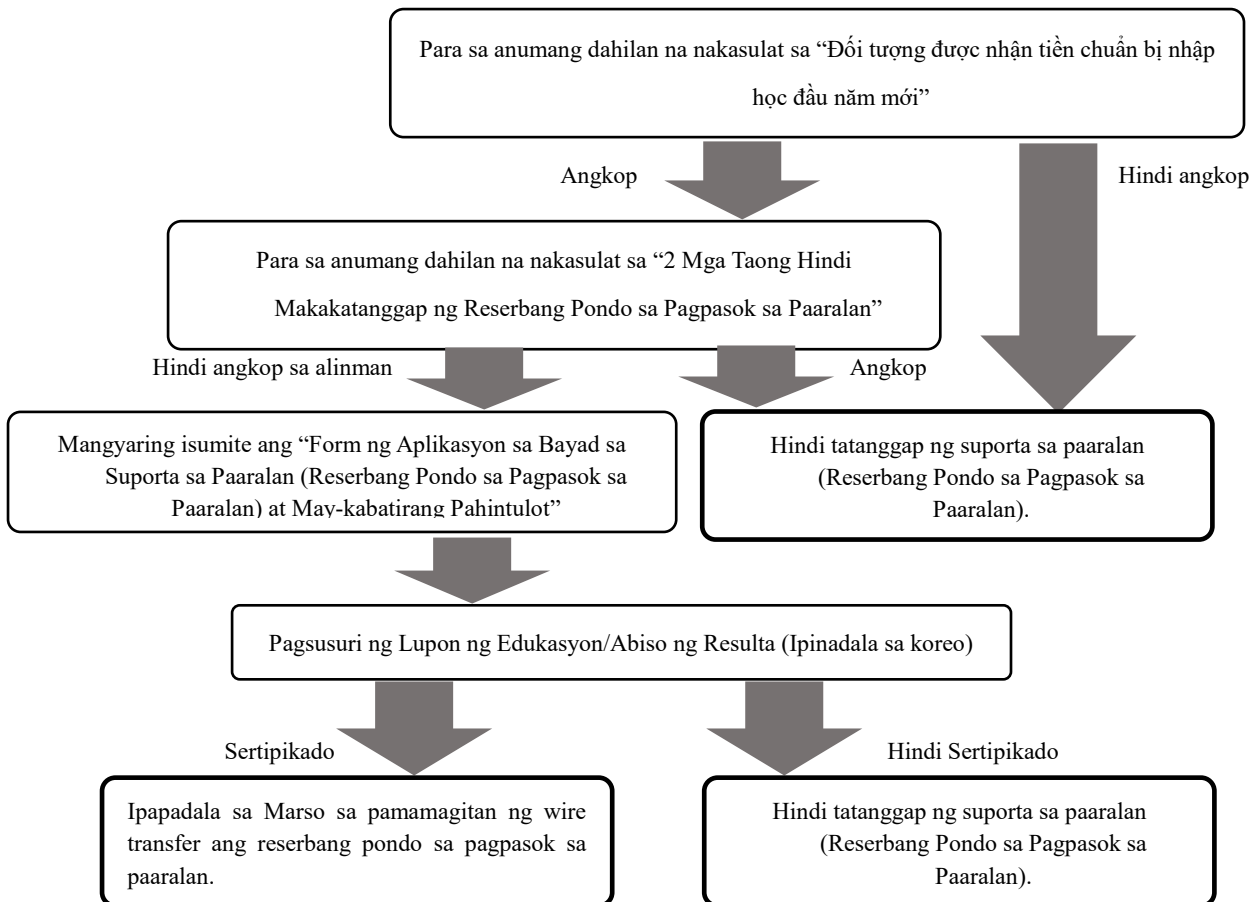 Para sa anumang dahilan na nakasulat sa “Đối tượng được nhận tiền chuẩn bị nhập
học đầu năm mới”
Angkop
Hindi angkop
Para sa anumang dahilan na nakasulat sa “2 Mga Taong Hindi
Makakatanggap ng Reserbang Pondo sa Pagpasok sa Paaralan”
Hindi angkop sa alinman
Angkop
Mangyaring isumite ang “Form ng Aplikasyon sa Bayad sa
Suporta sa Paaralan (Reserbang Pondo sa Pagpasok sa
Paaralan) at May-kabatirang Pahintulot”
Hindi tatanggap ng suporta sa paaralan
(Reserbang Pondo sa Pagpasok sa
Paaralan).
Pagsusuri ng Lupon ng Edukasyon/Abiso ng Resulta (Ipinadala sa koreo)
Sertipikado
Hindi Sertipikado
Ipapadala sa Marso sa pamamagitan ng wire
transfer ang reserbang pondo sa pagpasok sa
paaralan.
Hindi tatanggap ng suporta sa paaralan
(Reserbang Pondo sa Pagpasok sa
Paaralan).